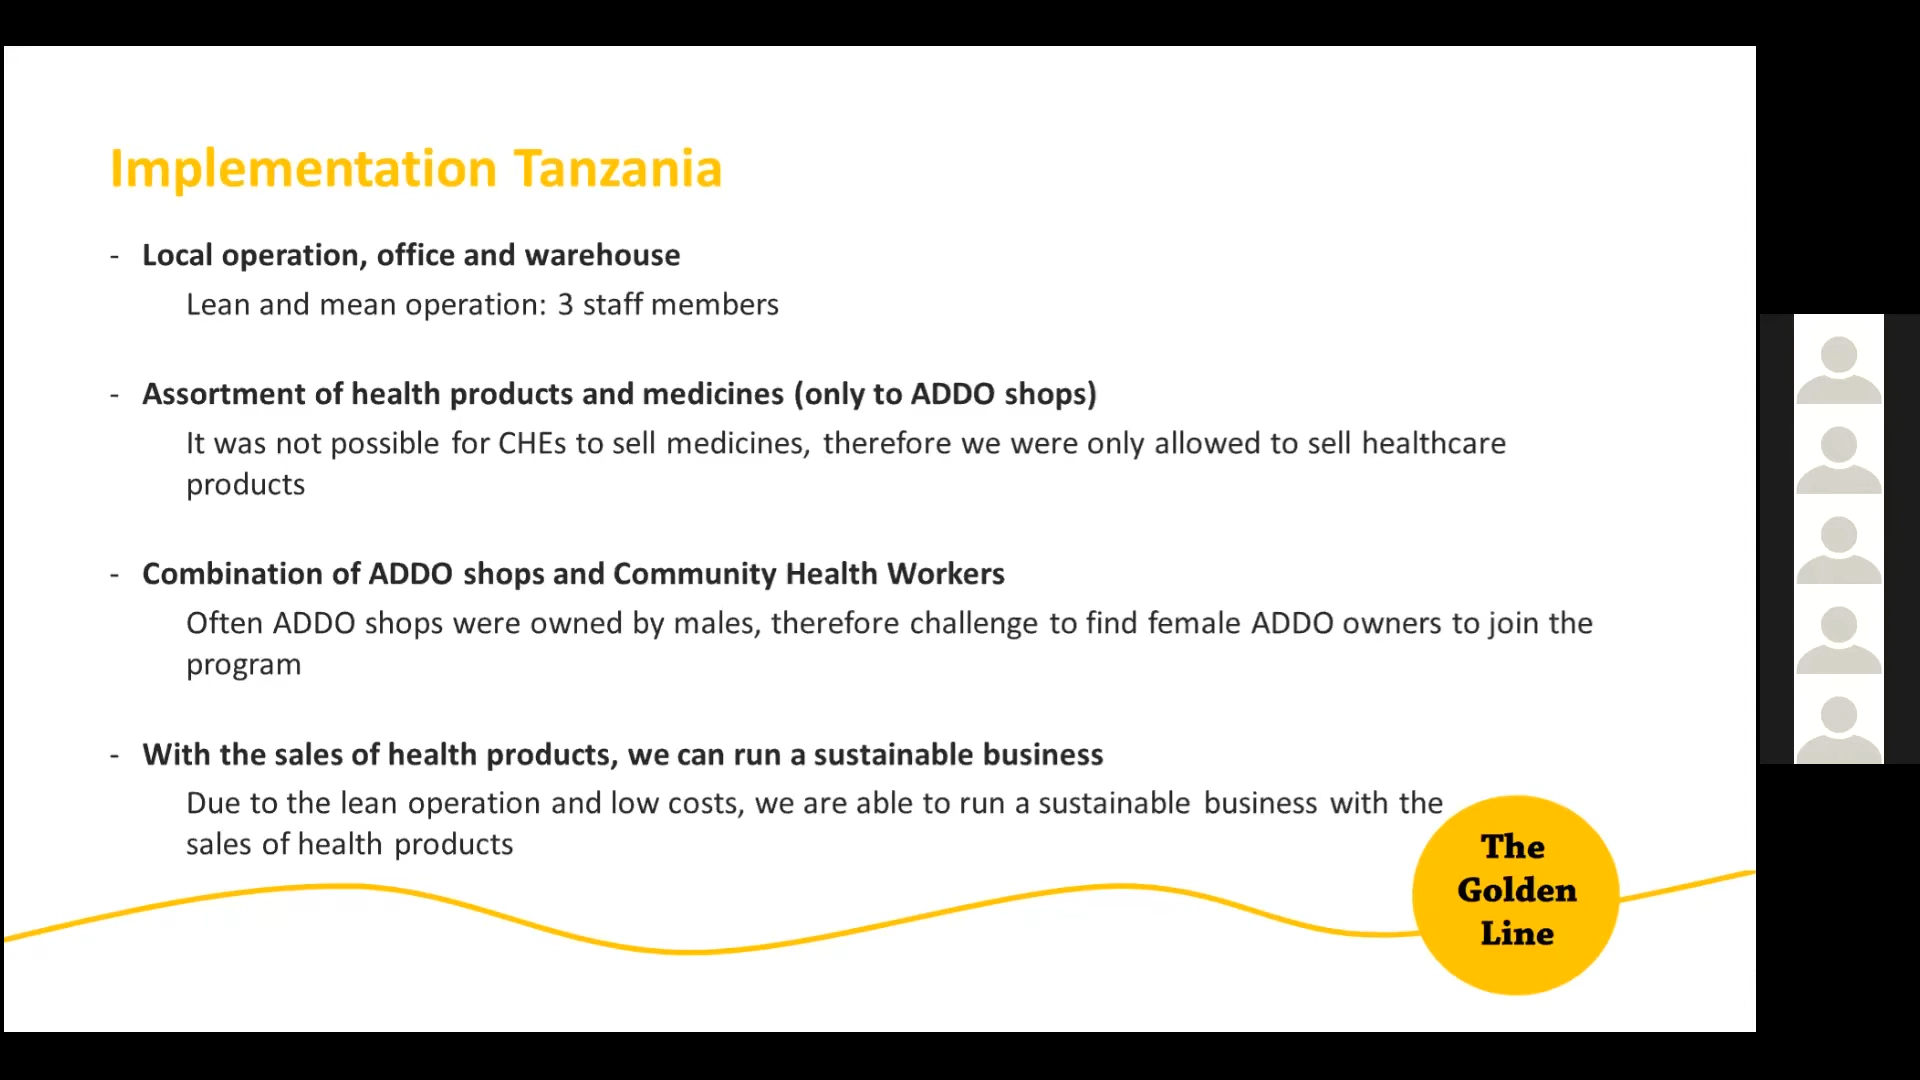 Implementation Tanzania
- Local operation, office and warehouse
Lean and mean operation: 3 staff members
- Assortment of health products and medicines (only to ADDO shops)
It was not possible for CHEs to sell medicines, therefore we were only allowed to sell healthcare
products
- Combination of ADDO shops and Community Health Workers
Often ADDO shops were owned by males, therefore challenge to find female ADDO owners to join the
program
- With the sales of health products, we can run a sustainable business
Due to the lean operation and low costs, we are able to run a sustainable business with the
sales of health products
The
Golden
Line